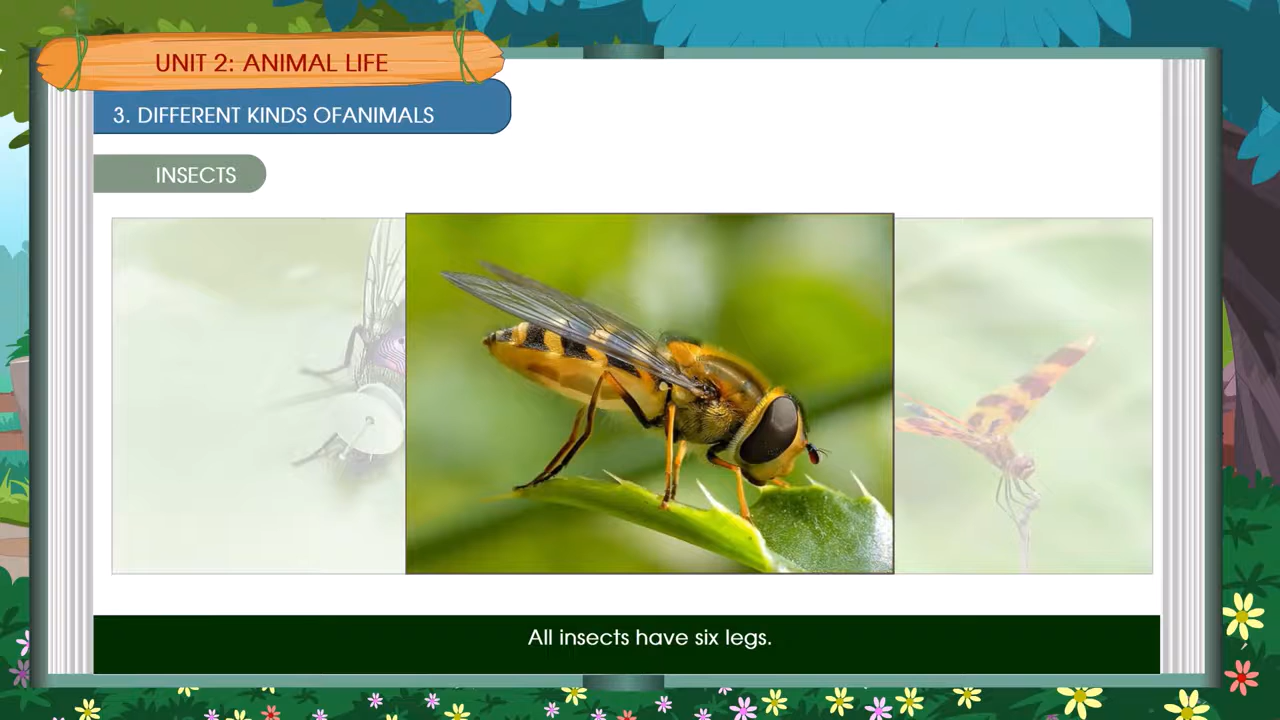 UNIT 2: ANIMAL LIFE
3. DIFFERENT KINDS OFANIMALS
INSECTS
All insects have six legs.